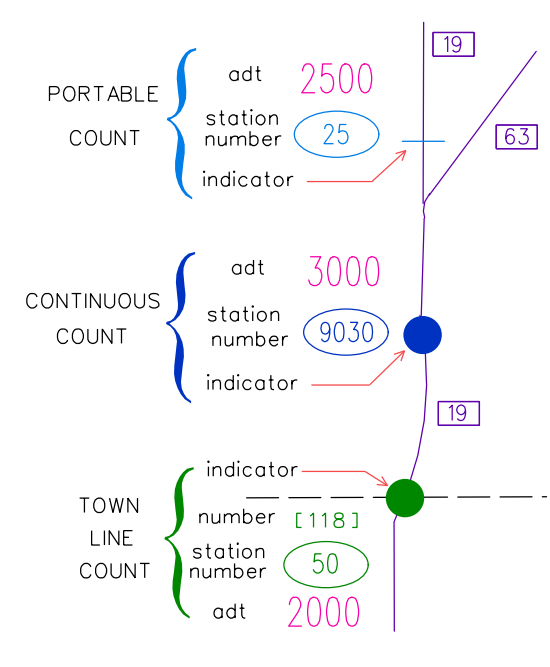 19
adt 2500
PORTABLE
COUNT
station
number 25
63
indicator
adt 3000
CONTINUOUS
COUNT
station
number 9030
indicator
19
indicator
TOWN
LINE
COUNT
number [118]
station
number 50
adt 2000